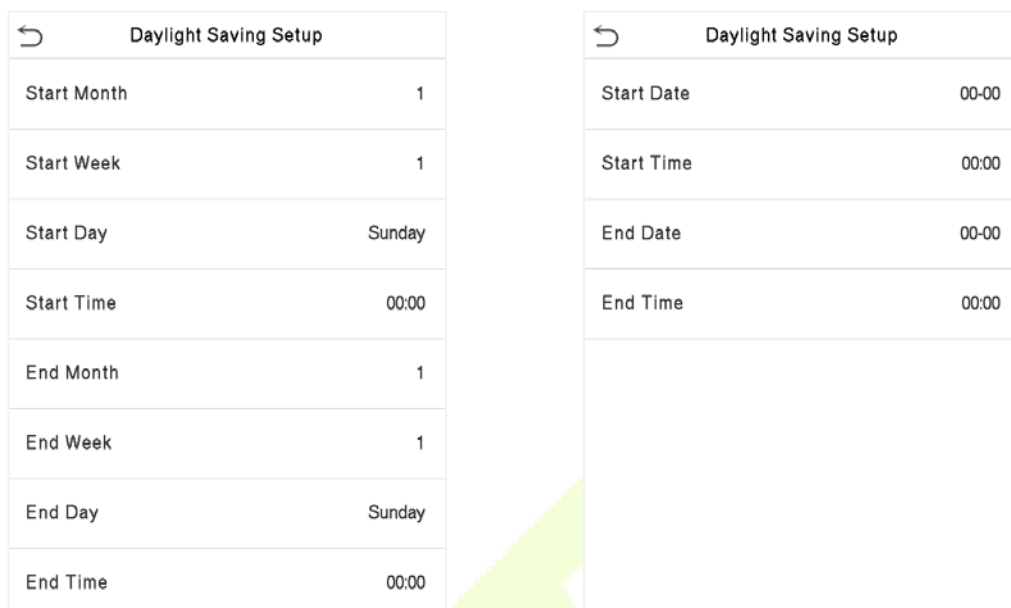 Daylight Saving Setup
Start Month 1
Start Week 1
Start Day Sunday
Start Time 00:00
End Month 1
End Week 1
End Day Sunday
End Time 00:00
Daylight Saving Setup
Start Date 00-00
Start Time 00:00
End Date 00-00
End Time 00:00